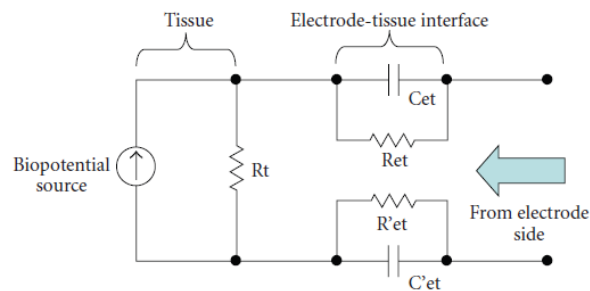 Tissue
Electrode-tissue interface
Cet
Ret
Biopotential
source
Rt
R'et
From electrode
side
C'et